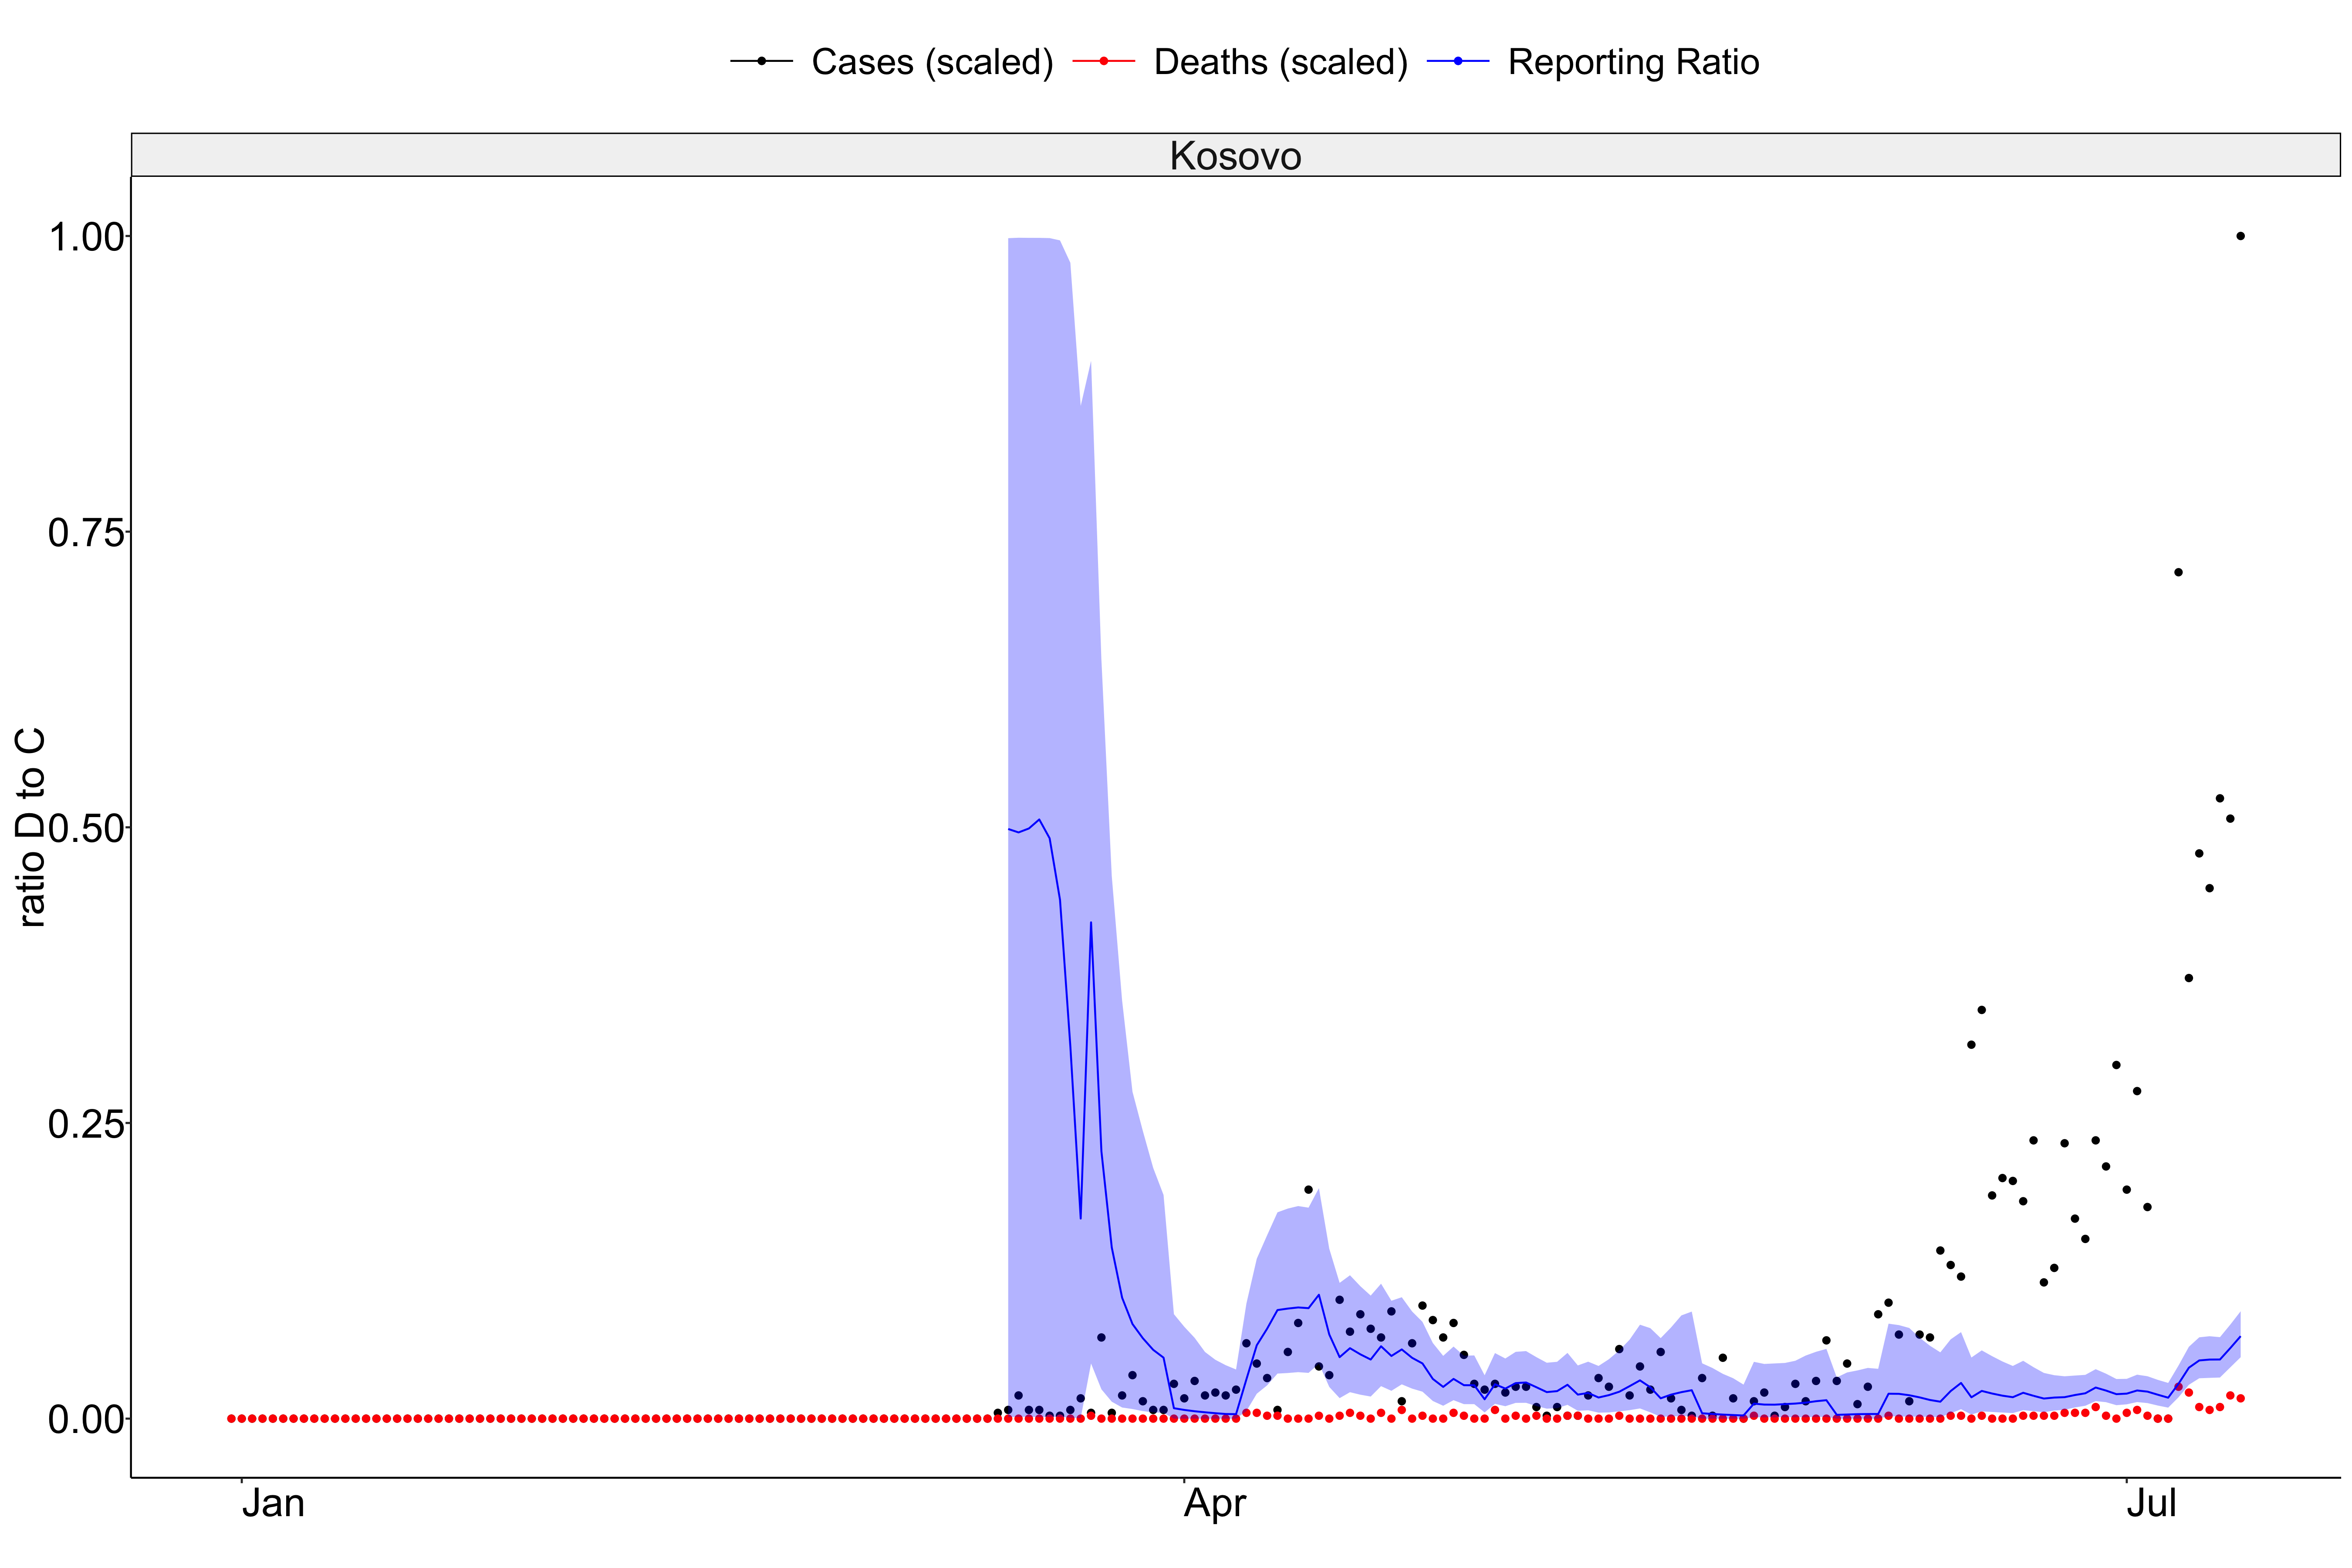 Cases (scaled) Deaths (scaled) Reporting Ratio
Kosovo
ratio D to C
1.00
0.75
0.50
0.25
0.00
Jan Apr Jul